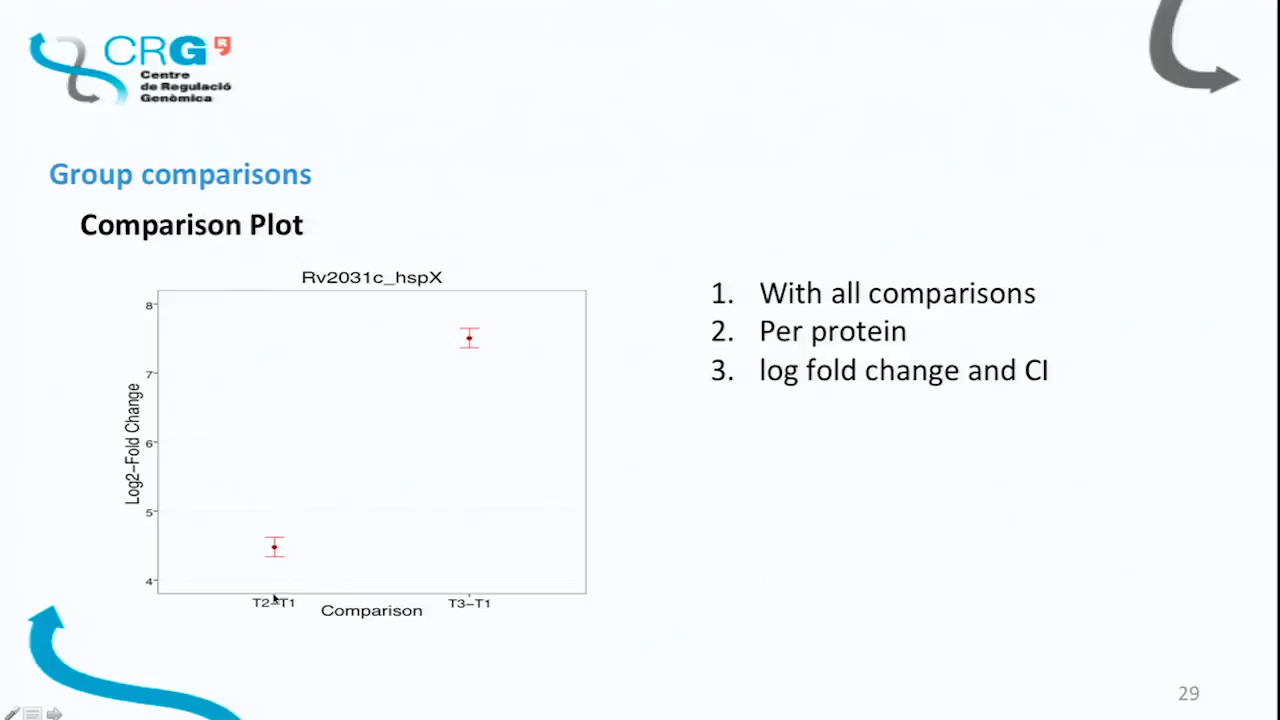 CRG
Centre
de Regulació
Genòmica
Group comparisons
Comparison Plot
Rv2031c_hspX
8
7
6
5
4
Log2-Fold Change
T2-T1
T3-T1
Comparison
1. With all comparisons
2. Per protein
3. log fold change and CI
29